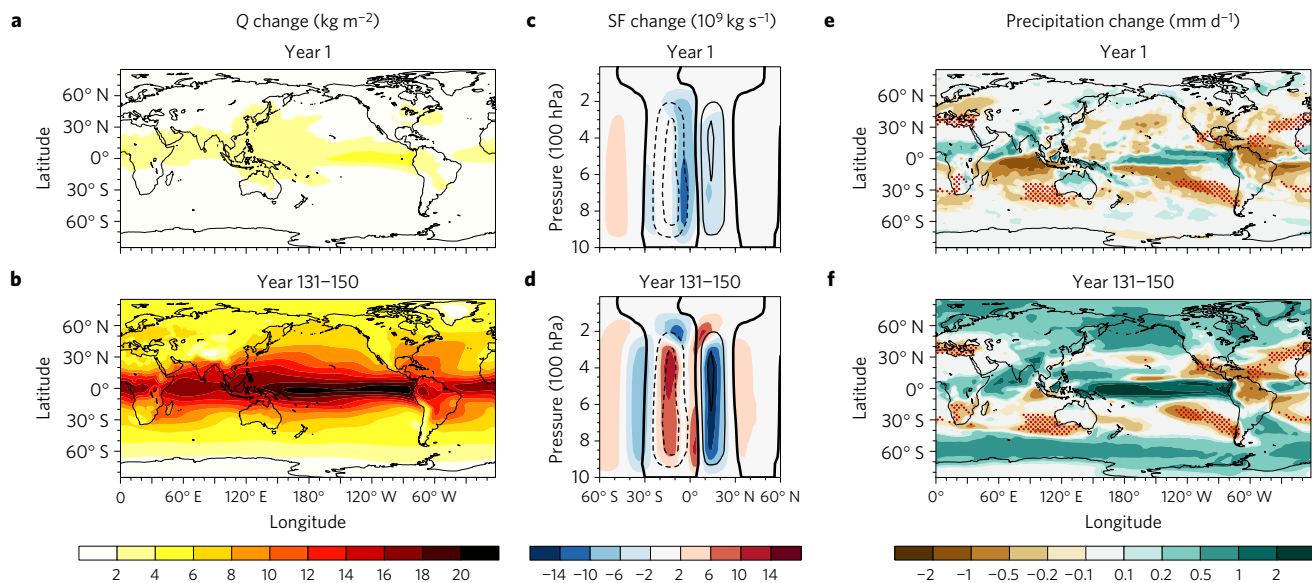 a
Q change (kg m⁻²)
Year 1
60° N
30° N
0°
30° S
60° S
Latitude
b
Year 131–150
60° N
30° N
0°
30° S
60° S
Latitude
0
60° E
120° E
180°
120° W
60° W
Longitude
2 4 6 8 10 12 14 16 18 20
c
SF change (10⁹ kg s⁻¹)
Year 1
Pressure (100 hPa)
2
4
6
8
10
d
Year 131–150
Pressure (100 hPa)
2
4
6
8
10
60° S
30° S
0°
30° N
60° N
Latitude
−14 −10 −6 −2 2 6 10 14
e
Precipitation change (mm d⁻¹)
Year 1
60° N
30° N
0°
30° S
60° S
Latitude
f
Year 131–150
60° N
30° N
0°
30° S
60° S
Latitude
0°
60° E
120° E
180°
120° W
60° W
Longitude
−2 −1 −0.5 −0.2 −0.1 0.1 0.2 0.5 1 2